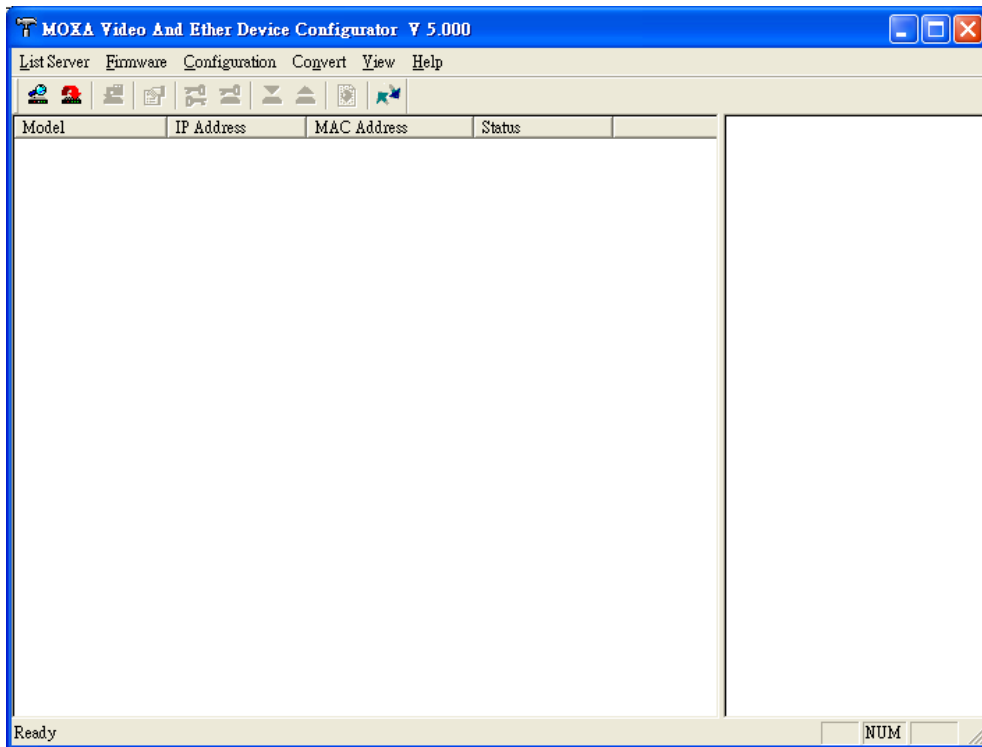 MOXA Video And Ether Device Configurator V 5.000
List Server Firmware Configuration Convert View Help
Model IP Address MAC Address Status
Ready NUM